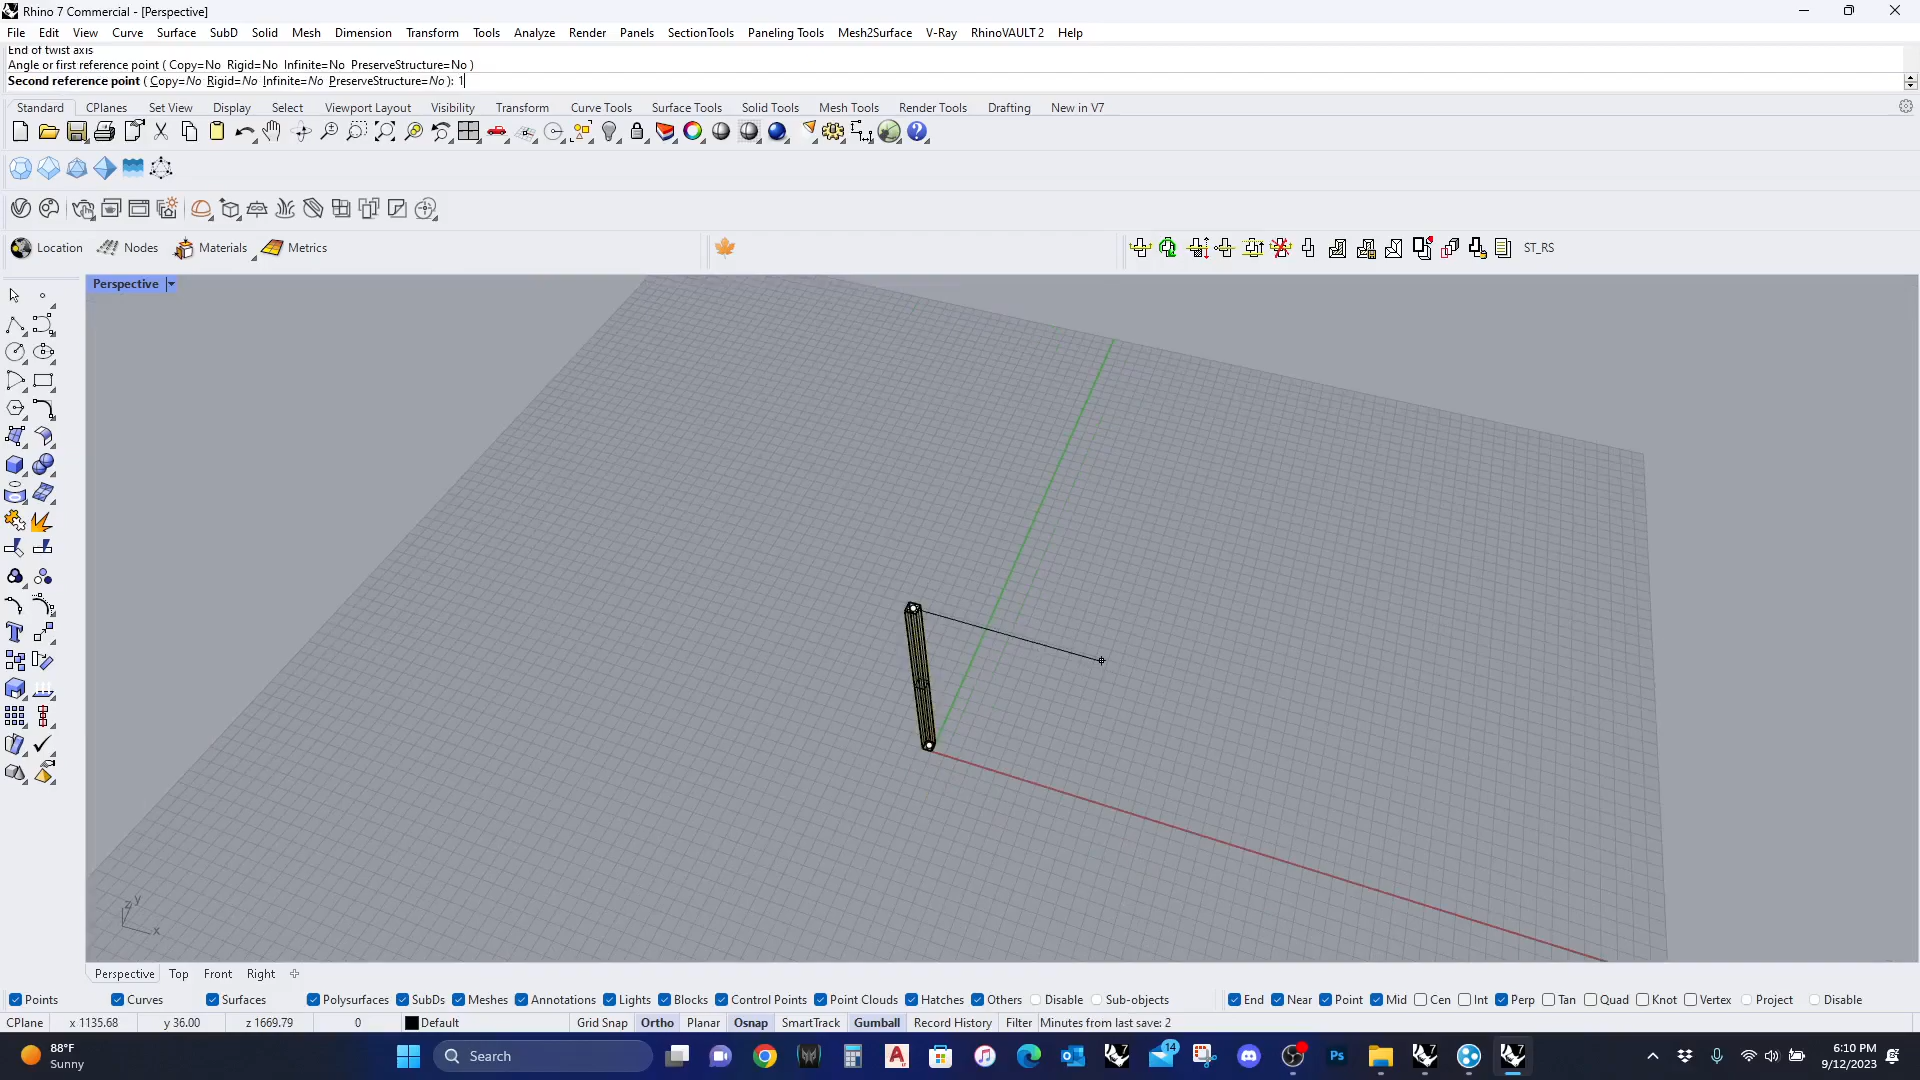 Rhino 7 Commercial - [Perspective]
File Edit View Curve Surface SubD Solid Mesh Dimension Transform Tools Analyze Render Panels SectionTools Paneling Tools Mesh2Surface V-Ray RhinoVAULT 2 Help
End of twist axis
Angle or first reference point ( Copy=No Rigid=No Infinite=No PreserveStructure=No )
Second reference point ( Copy=No Rigid=No Infinite=No PreserveStructure=No ): 1
Standard CPlanes Set View Display Select Viewport Layout Visibility Transform Curve Tools Surface Tools Solid Tools Mesh Tools Render Tools Drafting New in V7
Location Nodes Materials Metrics ST_RS
Perspective
z y
x
Perspective Top Front Right
Points Curves Surfaces Polysurfaces SubDs Meshes Annotations Lights Blocks Control Points Point Clouds Hatches Others Disable Sub-objects End Near Point Mid Cen Int Perp Tan Quad Knot Vertex Project Disable
CPlane x 1135.68 y 36.00 z 1669.79 0 Default Grid Snap Ortho Planar Osnap SmartTrack Gumball Record History Filter Minutes from last save: 2
88°F
Sunny
Search
14
Ps
6:10 PM
9/12/2023